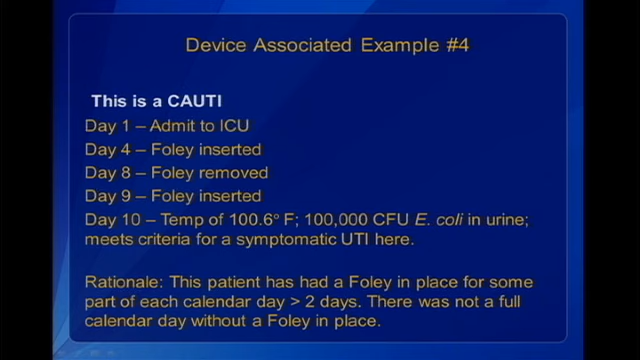 Device Associated Example #4
This is a CAUTI
Day 1 – Admit to ICU
Day 4 – Foley inserted
Day 8 – Foley removed
Day 9 – Foley inserted
Day 10 – Temp of 100.6° F; 100,000 CFU E. coli in urine;
meets criteria for a symptomatic UTI here.
Rationale: This patient has had a Foley in place for some
part of each calendar day > 2 days. There was not a full
calendar day without a Foley in place.